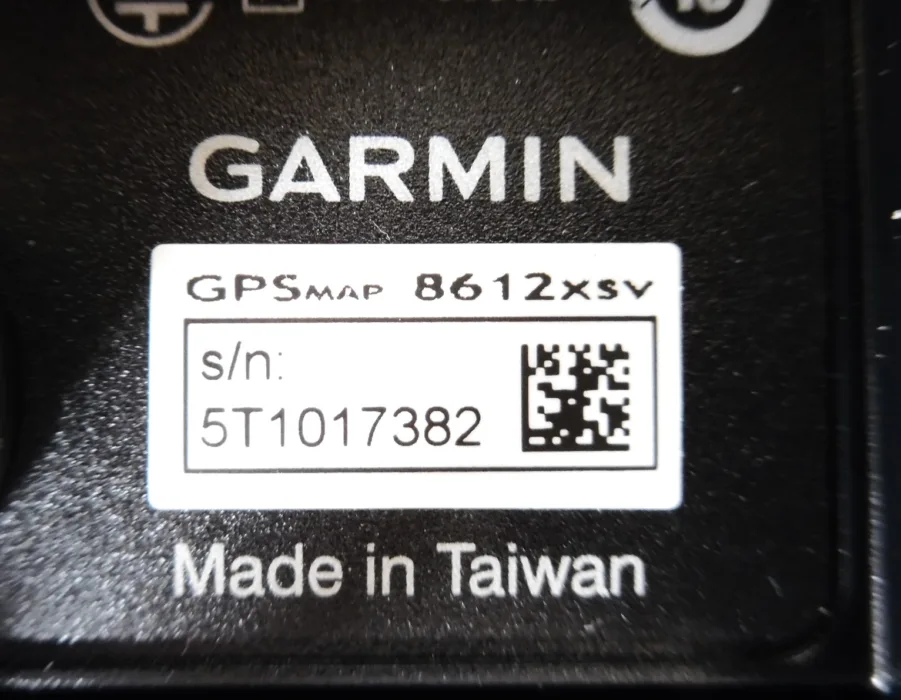 GARMIN
GPSMAP 8612xsv
s/n:
5T1017382
Made in Taiwan